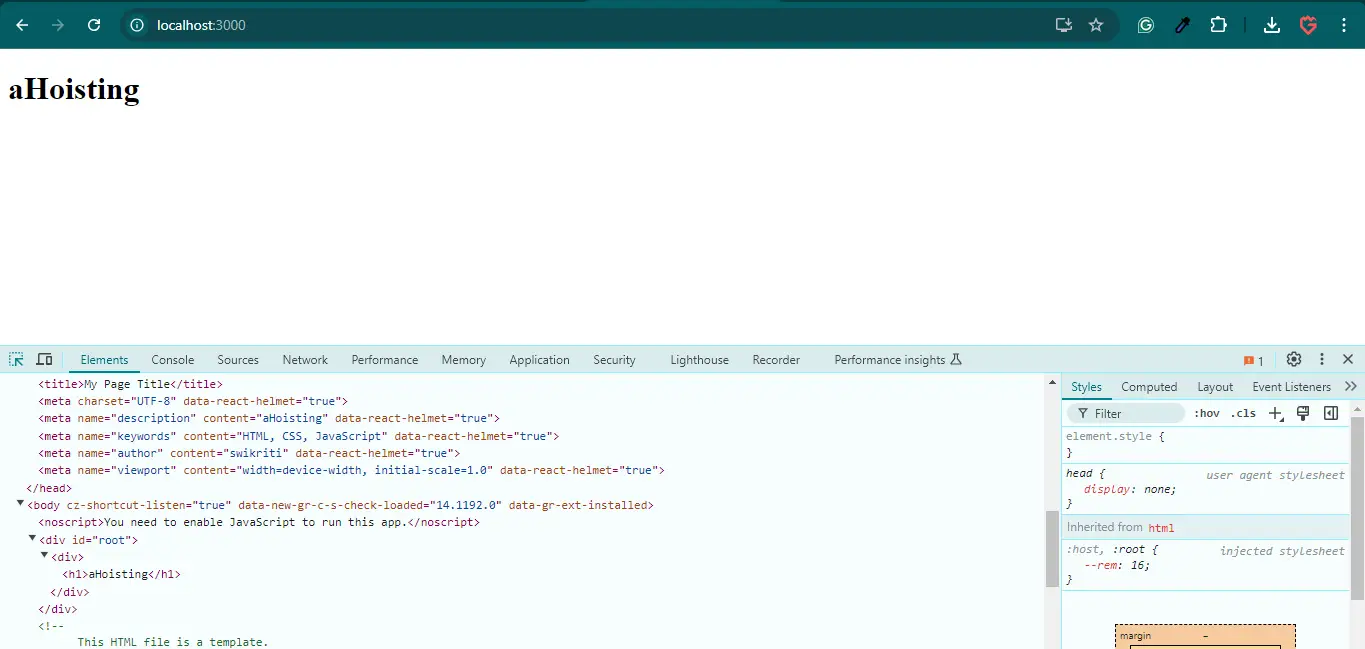 localhost:3000
aHoisting
Elements Console Sources Network Performance Memory Application Security Lighthouse Recorder Performance insights 1
<title>My Page Title</title>
<meta charset="UTF-8" data-react-helmet="true">
<meta name="description" content="aHoisting" data-react-helmet="true">
<meta name="keywords" content="HTML, CSS, JavaScript" data-react-helmet="true">
<meta name="author" content="swikriti" data-react-helmet="true">
<meta name="viewport" content="width=device-width, initial-scale=1.0" data-react-helmet="true">
</head>
<body cz-shortcut-listen="true" data-new-gr-c-s-check-loaded="14.1192.0" data-gr-ext-installed>
<noscript>You need to enable JavaScript to run this app.</noscript>
<div id="root">
<div>
<h1>aHoisting</h1>
</div>
</div>
<!--
This HTML file is a template.
Styles Computed Layout Event Listeners
Filter :hov .cls
element.style {
}
head { user agent stylesheet
display: none;
}
Inherited from html
:host, :root { injected stylesheet
--rem: 16;
}
margin –